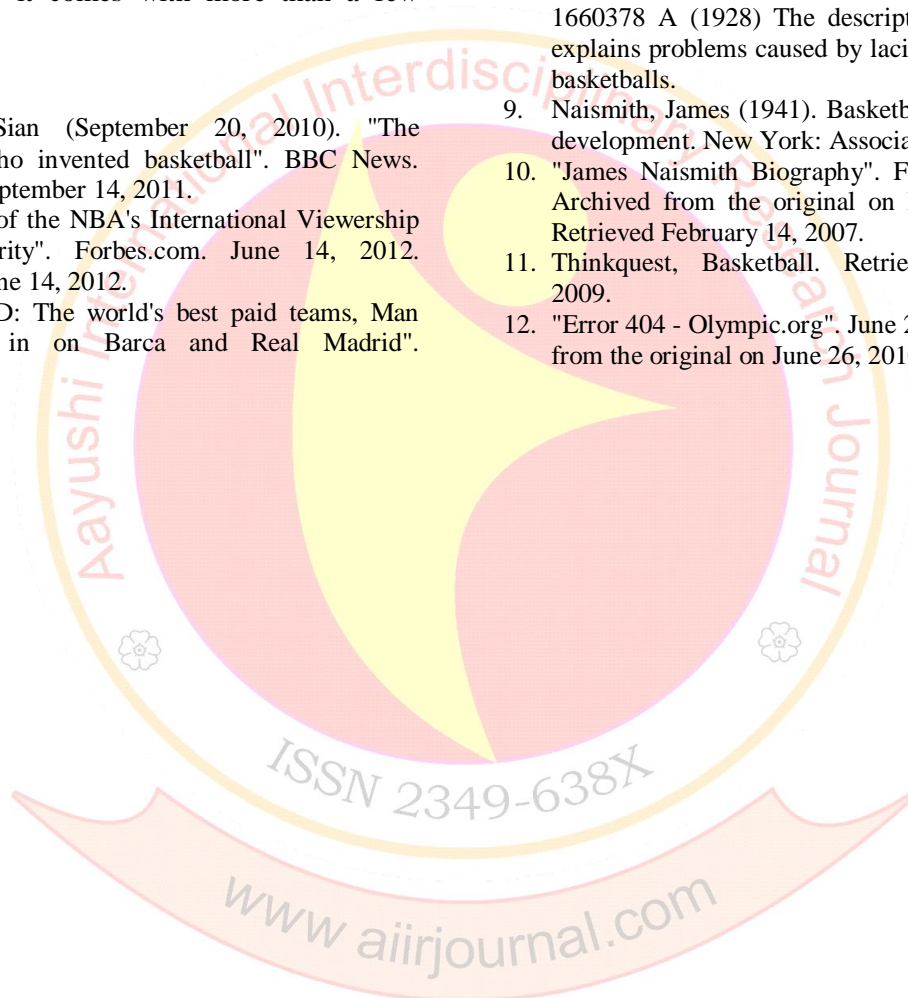 it comes with more than a few
Sian (September 20, 2010). "The
ho invented basketball". BBC News.
ptember 14, 2011.
of the NBA's International Viewership
rity". Forbes.com. June 14, 2012.
ne 14, 2012.
D: The world's best paid teams, Man
in on Barca and Real Madrid".
1660378 A (1928) The descript
explains problems caused by laci
basketballs.
9. Naismith, James (1941). Basketb
development. New York: Associa
10. "James Naismith Biography". F
Archived from the original on
Retrieved February 14, 2007.
11. Thinkquest, Basketball. Retrie
2009.
12. "Error 404 - Olympic.org". June 2
from the original on June 26, 201
Aayushi International Interdisciplinary Research Journal
ISSN 2349-638X
www aiirjournal.com